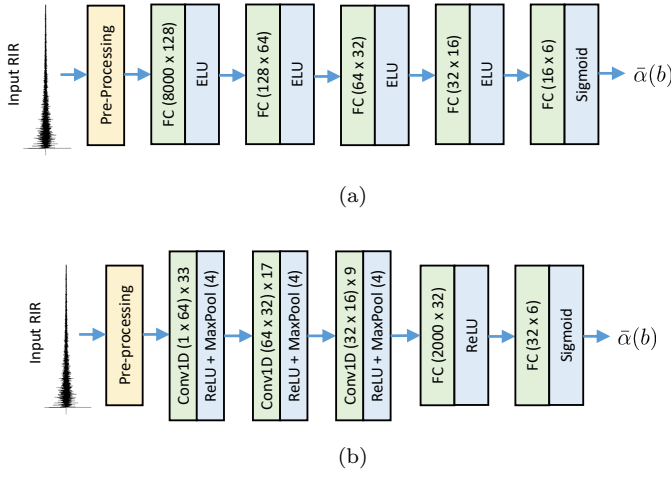 Input RIR
Pre-Processing
FC (8000 x 128)
ELU
FC (128 x 64)
ELU
FC (64 x 32)
ELU
FC (32 x 16)
ELU
FC (16 x 6)
Sigmoid
ᾱ(b)
(a)
Input RIR
Pre-processing
Conv1D (1 x 64) x 33
ReLU + MaxPool (4)
Conv1D (64 x 32) x 17
ReLU + MaxPool (4)
Conv1D (32 x 16) x 9
ReLU + MaxPool (4)
FC (2000 x 32)
ReLU
FC (32 x 6)
Sigmoid
ᾱ(b)
(b)